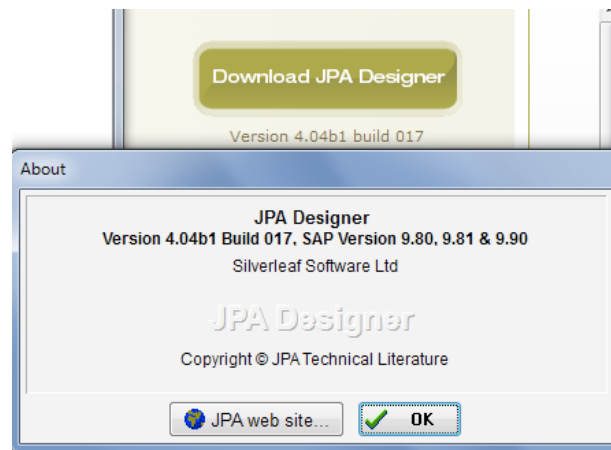 Download JPA Designer
Version 4.04b1 build 017
About
JPA Designer
Version 4.04b1 Build 017, SAP Version 9.80, 9.81 & 9.90
Silverleaf Software Ltd
JPA Designer
Copyright © JPA Technical Literature
JPA web site...
OK